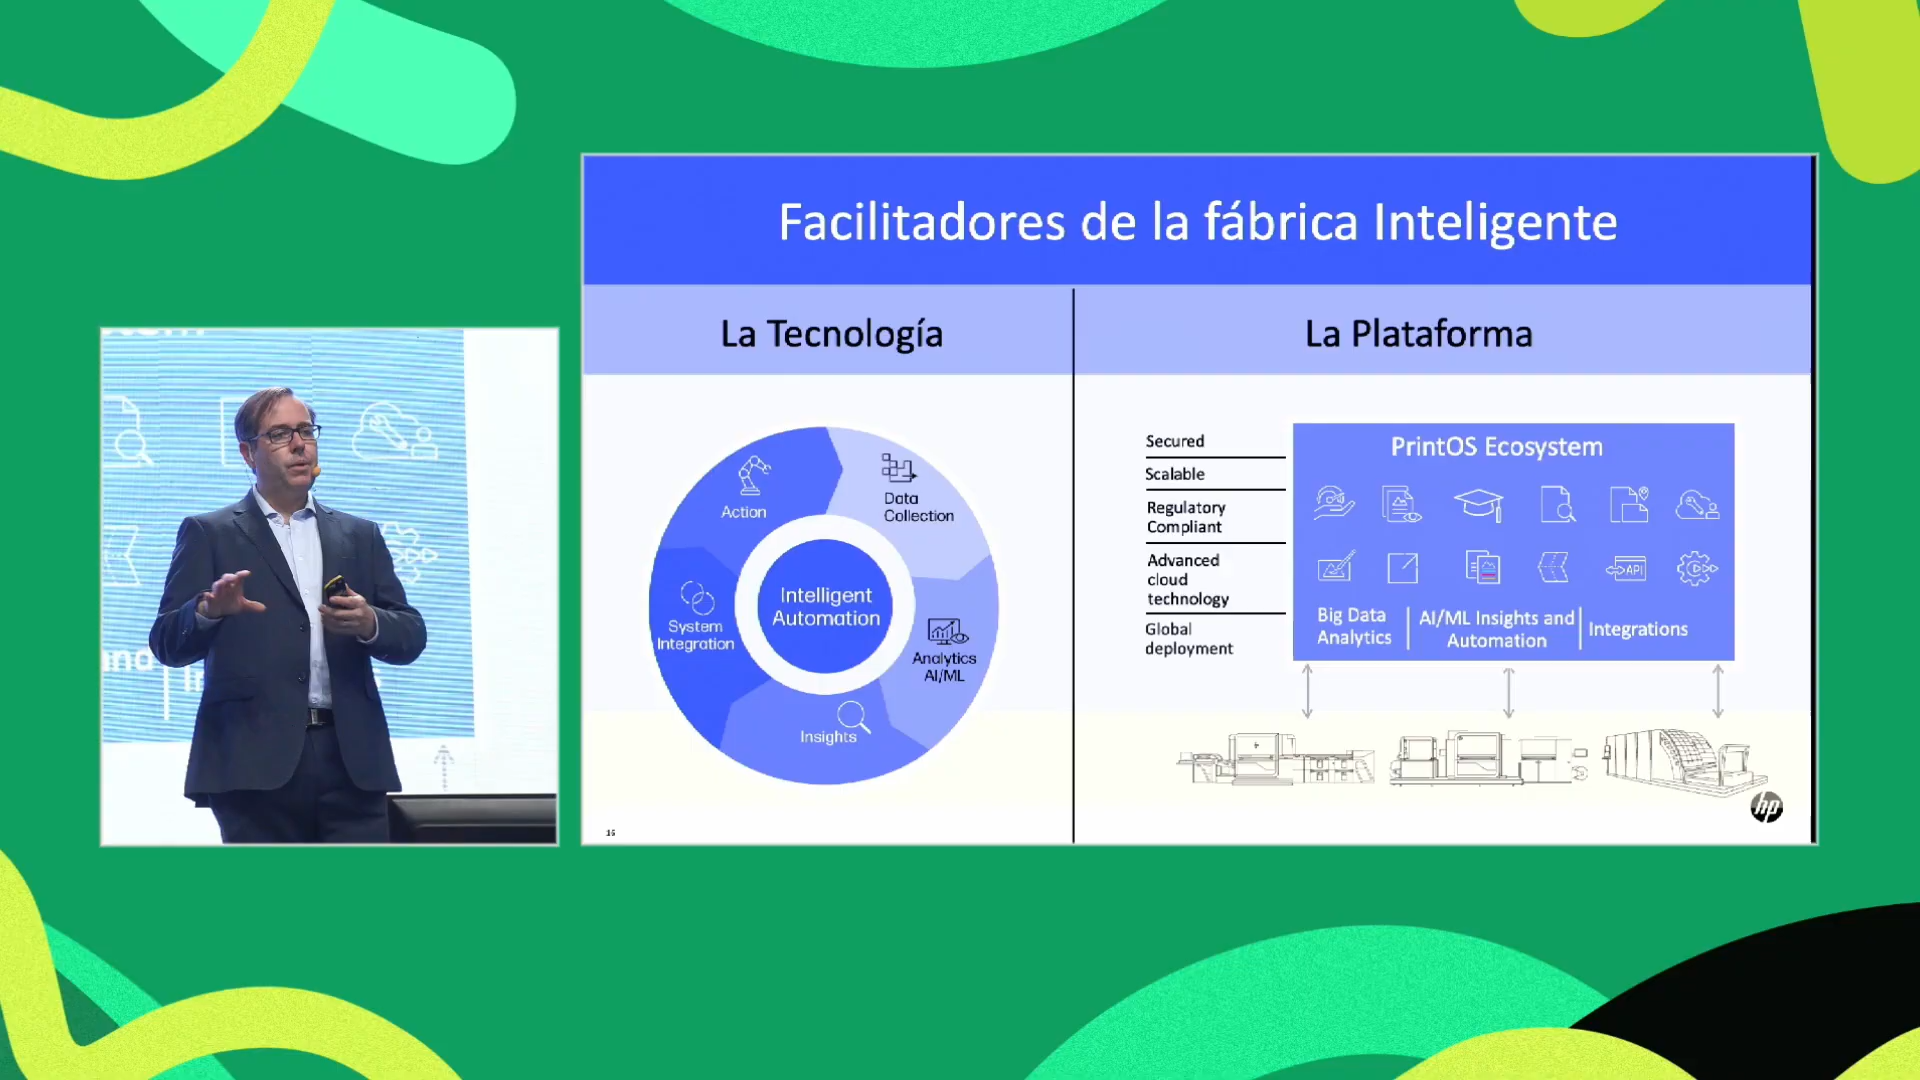 Facilitadores de la fábrica Inteligente
La Tecnología
La Plataforma
Action
Data
Collection
System
Integration
Intelligent
Automation
Analytics
AI/ML
Insights
Secured
Scalable
Regulatory
Compliant
Advanced
cloud
technology
Global
deployment
PrintOS Ecosystem
API
Big Data
Analytics
AI/ML Insights and
Automation
Integrations
hp
16